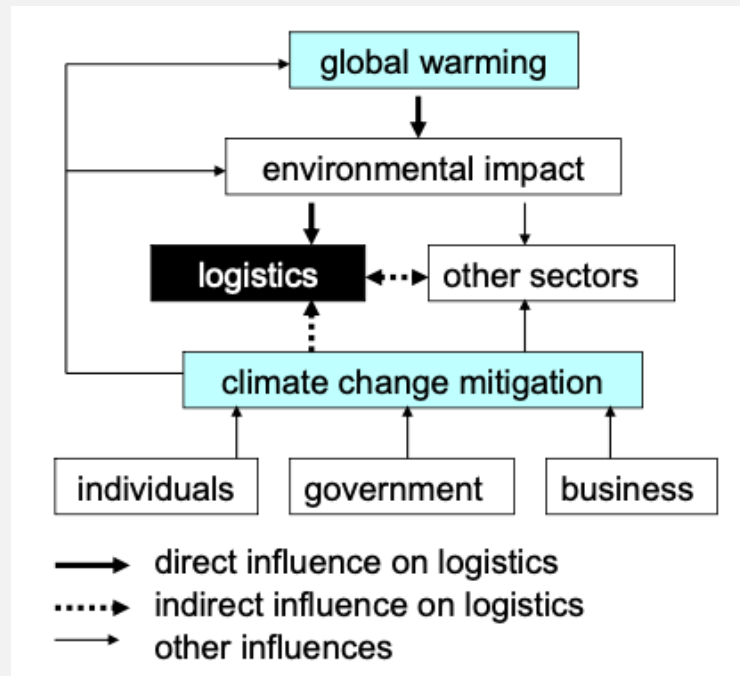 global warming
environmental impact
logistics
other sectors
climate change mitigation
individuals
government
business
direct influence on logistics
indirect influence on logistics
other influences